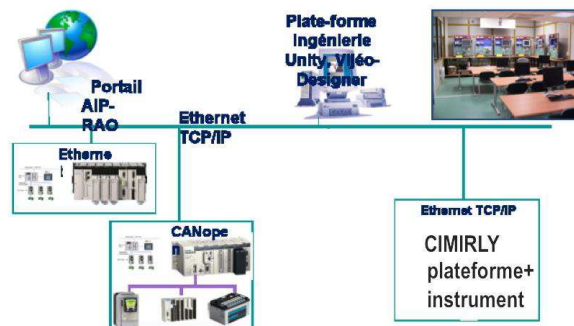 Plate-forme
ingénierie
Unity Vijéo-
Designer
Portail
AIP-
RAO
Ethernet
TCP/IP
Etherne
t
CANope
n
Ethernet TCP/IP
CIMIRLY
plateforme+
instrument